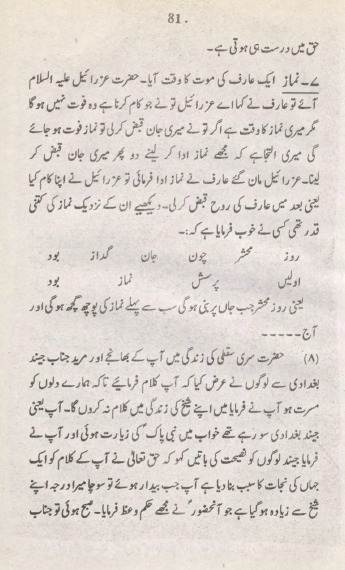 81.
حق میں درست ہی ہوتی ہے۔
۷۔ نماز ایک عارف کی موت کا وقت آیا۔ حضرت عزرائیل علیہ السلام
آئے تو عارف نے کہا اے عزرائیل تو نے جو کام کرنا ہے وہ فوت نہیں ہو گا
مگر میری نماز کا وقت ہے اگر تو نے میری جان قبض کر لی تو نماز فوت ہو جائے
گی میری التجا ہے کہ مجھے نماز ادا کر لینے دو پھر میری جان قبض کر
لینا۔ عزرائیل مان گئے عارف نے نماز ادا فرمائی تو عزرائیل نے اپنا کام کیا
یعنی بعد میں عارف کی روح قبض کر لی۔ دیکھیے ان کے نزدیک نماز کی کتنی
قدر تھی کسی نے خوب فرمایا ہے کہ:۔
روز محشر چون جان گداز بود
اولیں پرسش نماز بود
یعنی روز محشر جب جاں پر بنی ہو گی سب سے پہلے نماز کی پوچھ گچھ ہو گی اور
آج۔۔۔۔۔
(۸) حضرت سری سقطی کی زندگی میں آپ کے بھانجے اور مرید جناب جیند
بغدادی سے لوگوں نے عرض کیا کہ آپ کلام فرمائیے تاکہ ہمارے دلوں کو
مسرت ہو آپ نے فرمایا میں اپنے شیخ کی زندگی میں کلام نہ کروں گا۔ آپ یعنی
جیند بغدادی سو رہے تھے خواب میں نبی پاکؐ کی زیارت ہوئی اور آپ نے
فرمایا جیند لوگوں کو نصیحت کی باتیں کہو کہ حق تعالیٰ نے آپ کے کلام کو ایک
جہاں کی نجات کا سبب بنا دیا ہے آپ جب بیدار ہوئے تو سوچا میرا درجہ اپنے
شیخ سے زیادہ ہو گیا ہے جو آنحضورؐ نے مجھے حکم وعظ فرمایا۔ صبح ہوئی تو جناب